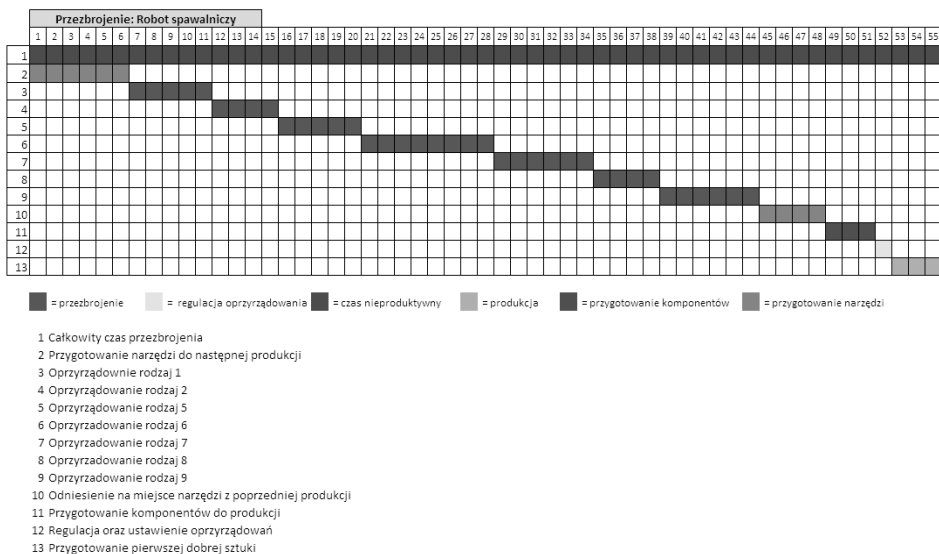 Przezbrojenie: Robot spawalniczy
1 2 3 4 5 6 7 8 9 10 11 12 13 14 15 16 17 18 19 20 21 22 23 24 25 26 27 28 29 30 31 32 33 34 35 36 37 38 39 40 41 42 43 44 45 46 47 48 49 50 51 52 53 54 55
1
2
3
4
5
6
7
8
9
10
11
12
13
= przezbrojenie = regulacja oprzyrządowania = czas nieproduktywny = produkcja = przygotowanie komponentów = przygotowanie narzędzi
1 Całkowity czas przezbrojenia
2 Przygotowanie narzędzi do następnej produkcji
3 Oprzyrządownie rodzaj 1
4 Oprzyrządowanie rodzaj 2
5 Oprzyrządowanie rodzaj 5
6 Oprzyrzadowanie rodzaj 6
7 Oprzyrzadowanie rodzaj 7
8 Oprzyrzadowanie rodzaj 8
9 Oprzyrzadowanie rodzaj 9
10 Odniesienie na miejsce narzędzi z poprzedniej produkcji
11 Przygotowanie komponentów do produkcji
12 Regulacja oraz ustawienie oprzyrządowań
13 Przygotowanie pierwszej dobrej sztuki